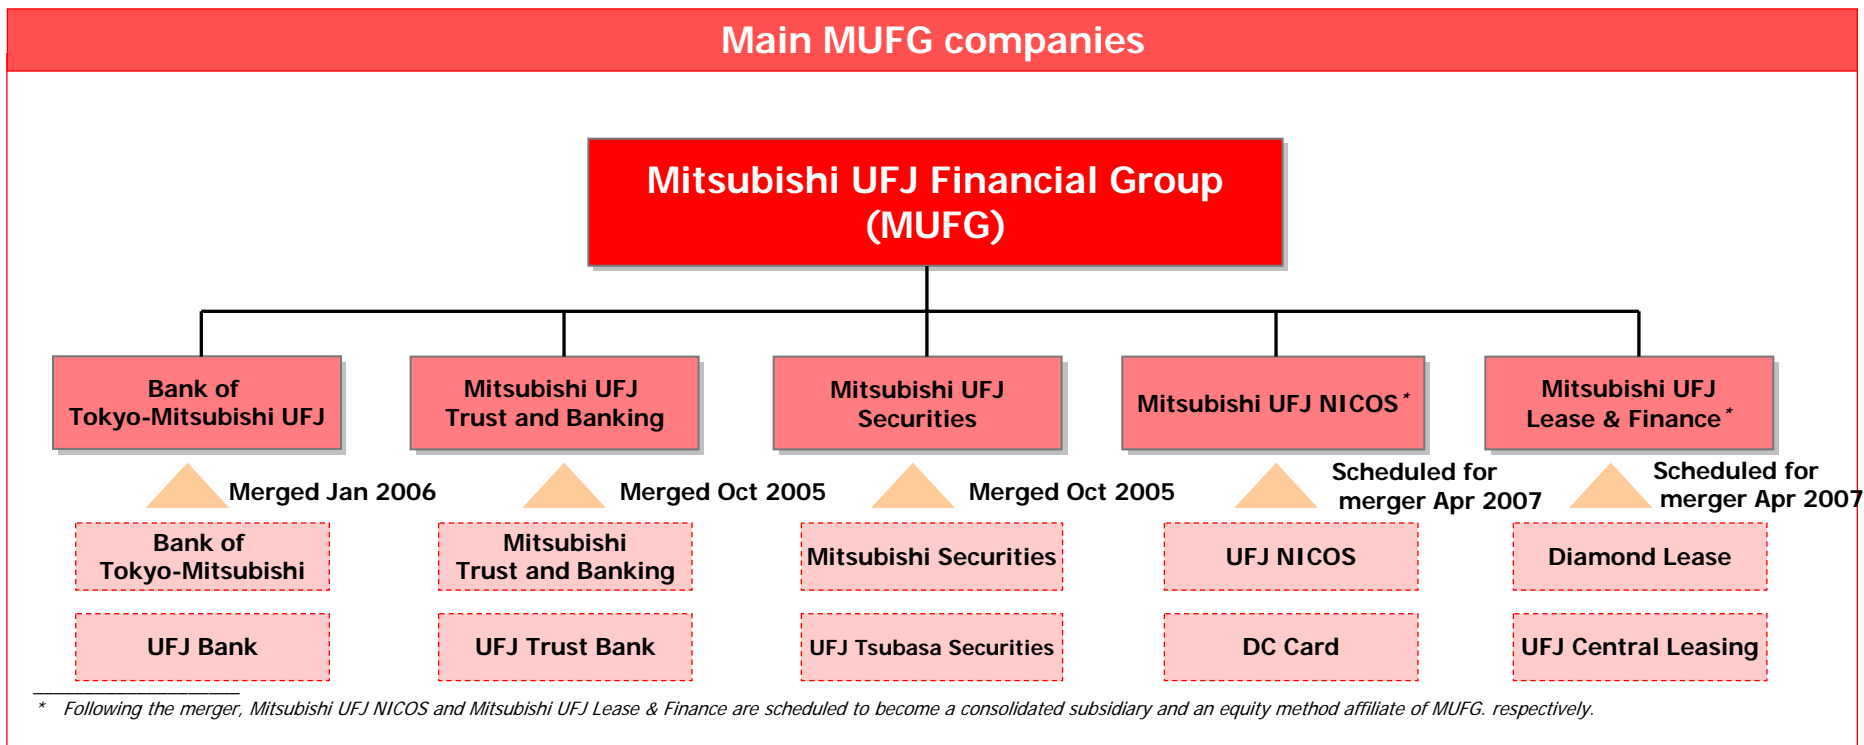 Main MUFG companies
Mitsubishi UFJ Financial Group
(MUFG)
Bank of
Tokyo-Mitsubishi UFJ
Mitsubishi UFJ
Trust and Banking
Mitsubishi UFJ
Securities
Mitsubishi UFJ NICOS*
Mitsubishi UFJ
Lease & Finance*
Merged Jan 2006
Merged Oct 2005
Merged Oct 2005
Scheduled for
merger Apr 2007
Scheduled for
merger Apr 2007
Bank of
Tokyo-Mitsubishi
Mitsubishi
Trust and Banking
Mitsubishi Securities
UFJ NICOS
Diamond Lease
UFJ Bank
UFJ Trust Bank
UFJ Tsubasa Securities
DC Card
UFJ Central Leasing
* Following the merger, Mitsubishi UFJ NICOS and Mitsubishi UFJ Lease & Finance are scheduled to become a consolidated subsidiary and an equity method affiliate of MUFG. respectively.